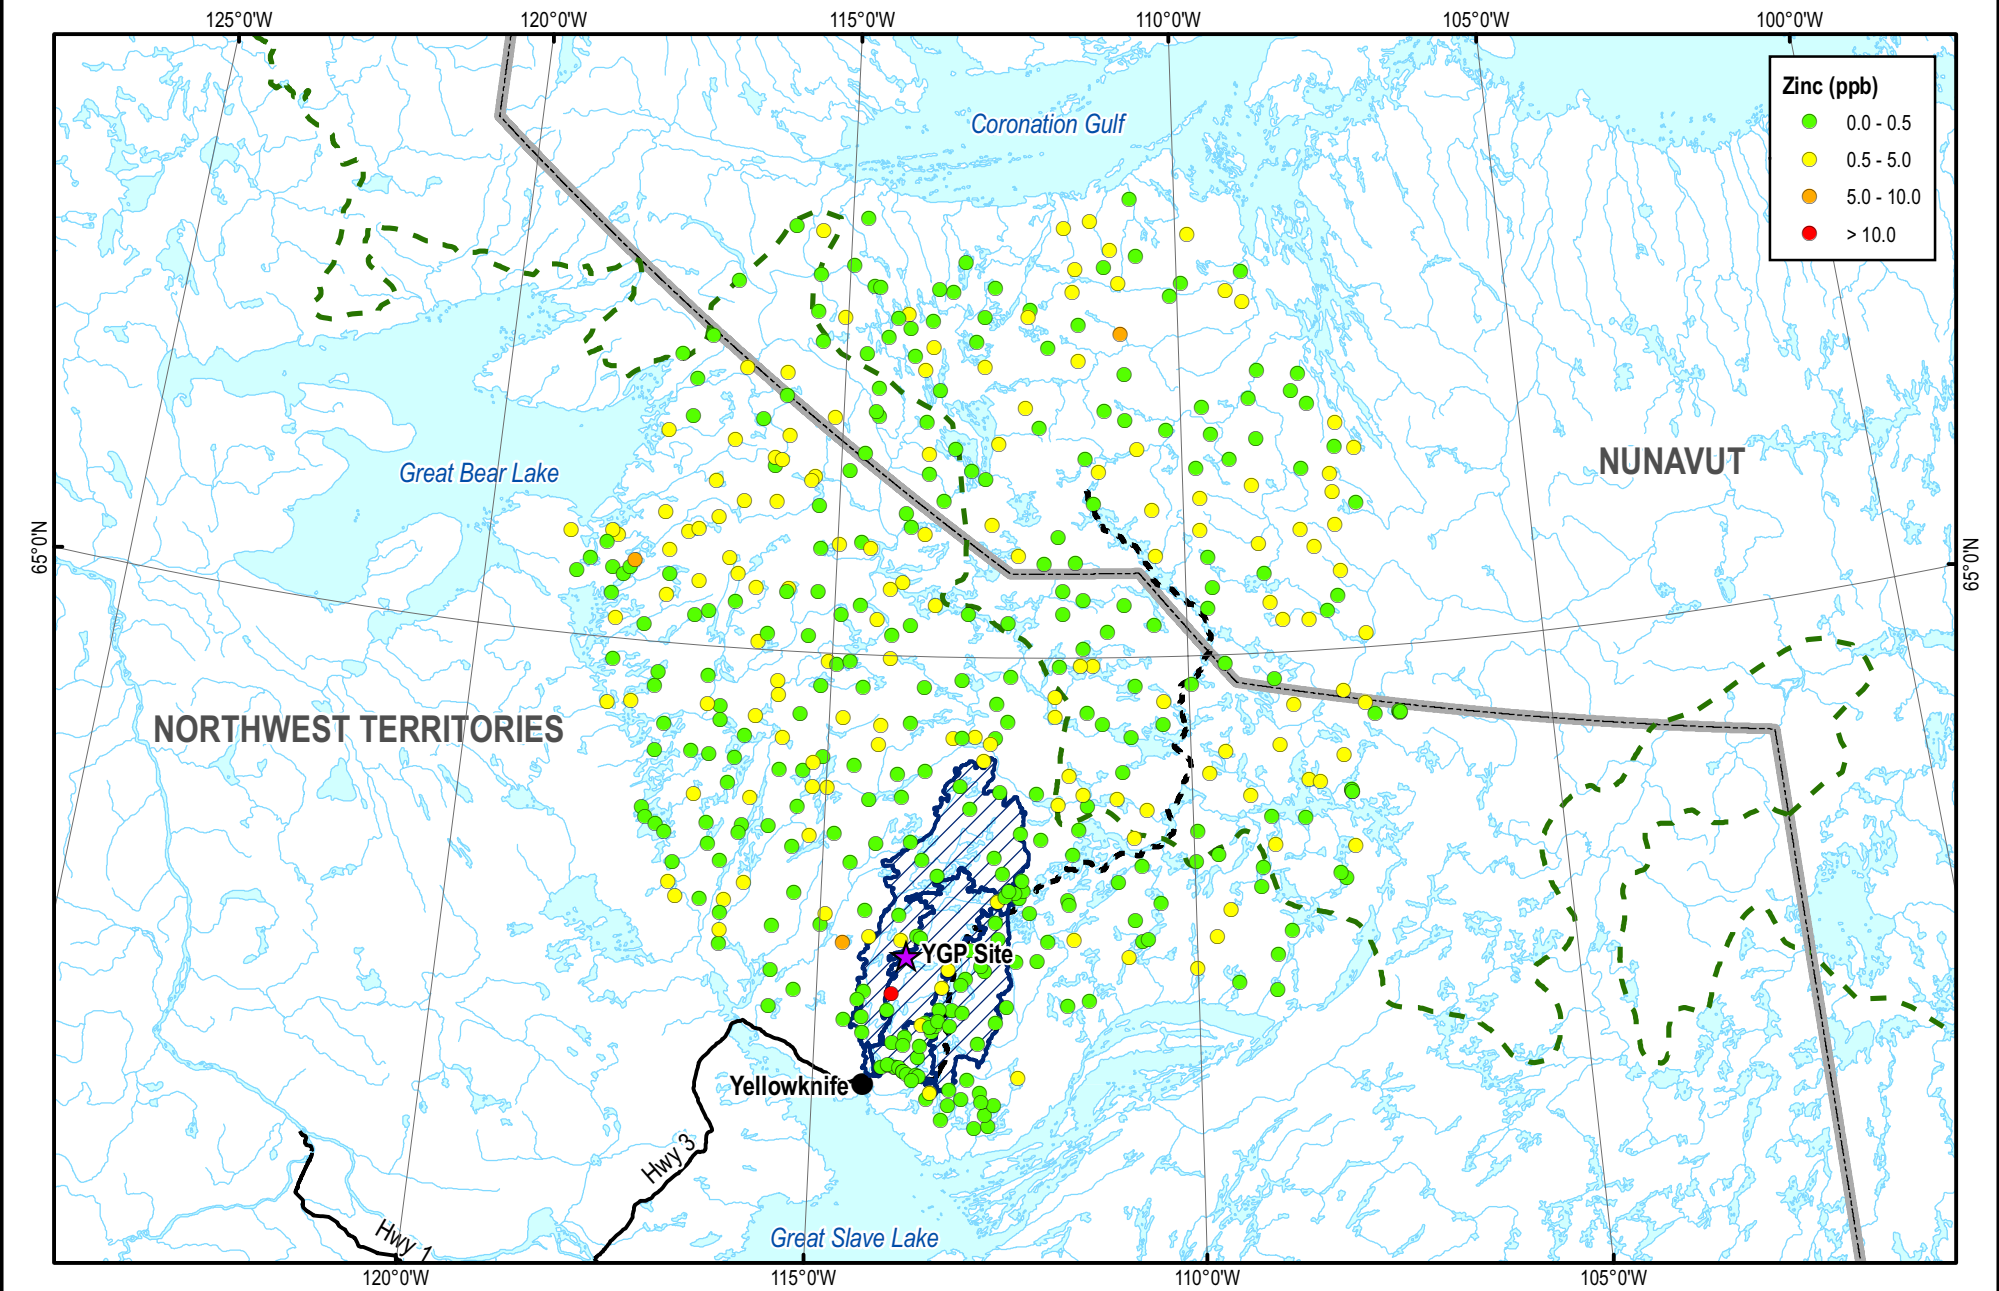 125°0'W 120°0'W 115°0'W 110°0'W 105°0'W 100°0'W
Zinc (ppb)
0.0 - 0.5
0.5 - 5.0
5.0 - 10.0
> 10.0
Coronation Gulf
Great Bear Lake
NUNAVUT
65°0'N
65°0'N
NORTHWEST TERRITORIES
YGP Site
Yellowknife
Hwy 3
Hwy 1
Great Slave Lake
120°0'W 115°0'W 110°0'W 105°0'W